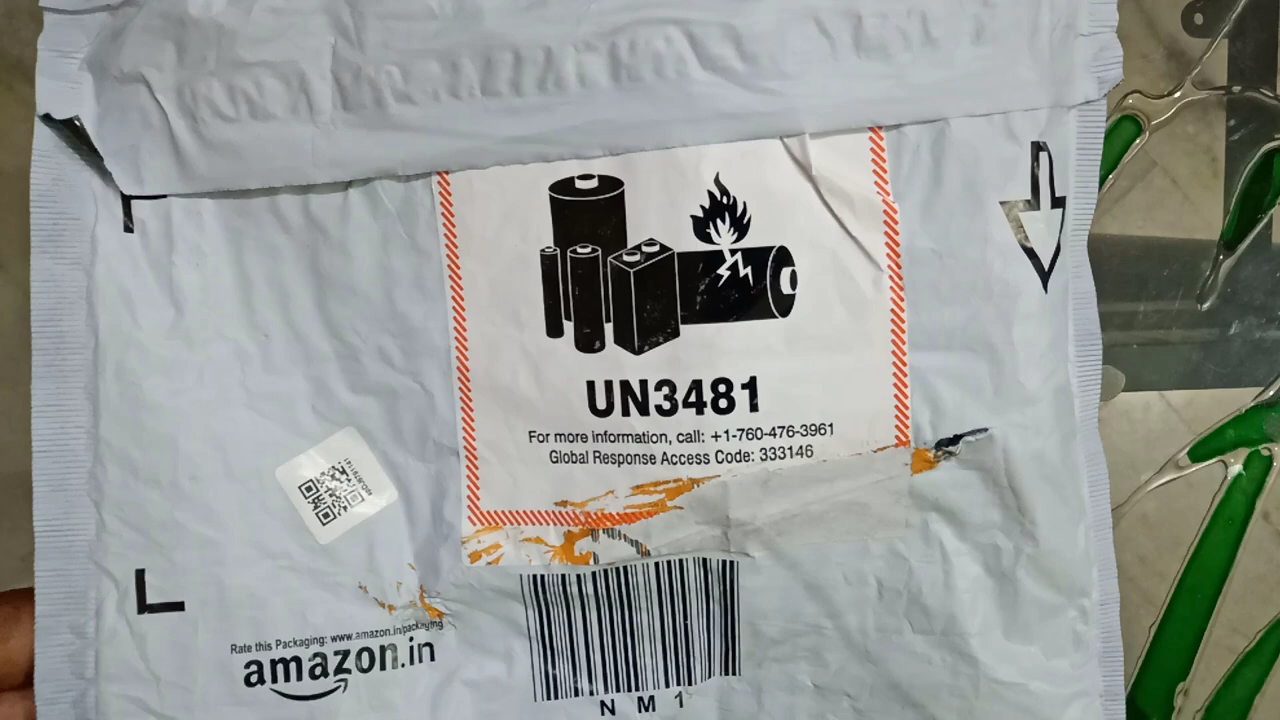 UN3481
For more information, call: +1-760-476-3961
Global Response Access Code: 333146
Rate this Packaging: www.amazon.in/packaging
amazon.in
NM1